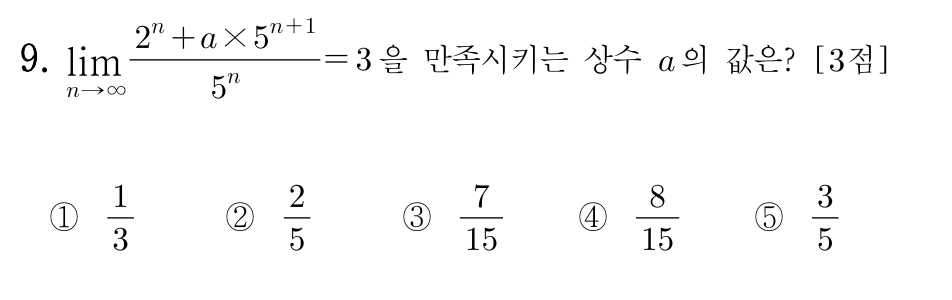 9. $\lim_{n \to \infty} \frac{2^n + a \times 5^{n+1}}{5^n} = 3$ 을 만족시키는 상수 $a$의 값은? [3점]
① $\frac{1}{3}$ ② $\frac{2}{5}$ ③ $\frac{7}{15}$ ④ $\frac{8}{15}$ ⑤ $\frac{3}{5}$